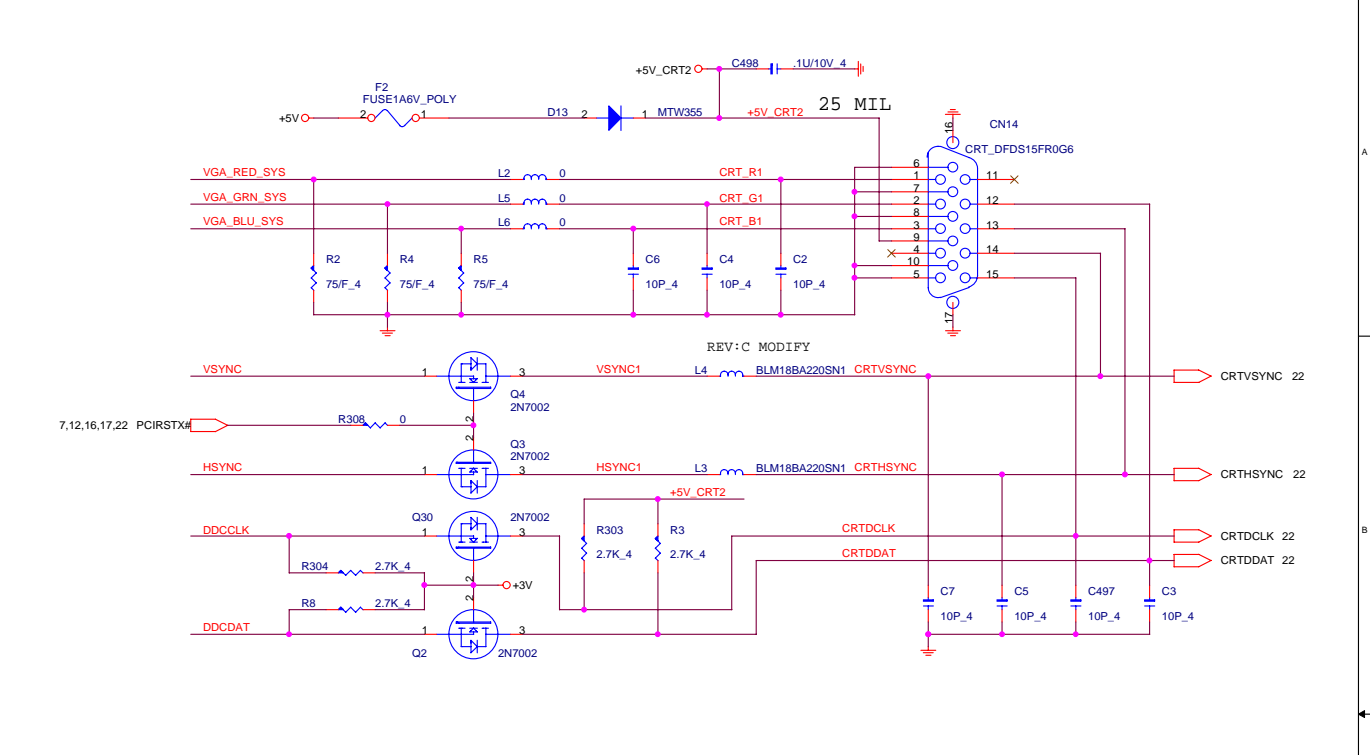 +5V_CRT2 C498 .1U/10V_4
F2
FUSE1A6V_POLY
+5V 2 1 D13 2 1 MTW355 +5V_CRT2 25 MIL
16 CN14
CRT_DFDS15FR0G6
A
6
VGA_RED_SYS L2 0 CRT_R1 1 11
7
VGA_GRN_SYS L5 0 CRT_G1 2 12
8
VGA_BLU_SYS L6 0 CRT_B1 3 13
9
4 14
R2 R4 R5 C6 C4 C2 10
75/F_4 75/F_4 75/F_4 10P_4 10P_4 10P_4 5 15
17
REV:C MODIFY
VSYNC 1 3 VSYNC1 L4 BLM18BA220SN1 CRTVSYNC CRTVSYNC 22
Q4
2N7002
2
7,12,16,17,22 PCIRSTX# R308 0
2
Q3
2N7002
HSYNC 1 3 HSYNC1 L3 BLM18BA220SN1 CRTHSYNC CRTHSYNC 22
+5V_CRT2
Q30 2N7002
DDCCLK 1 3 R303 R3 CRTDCLK CRTDCLK 22
2.7K_4 2.7K_4 CRTDDAT CRTDDAT 22
B
R304 2.7K_4
2
+3V
2
R8 2.7K_4
C7 C5 C497 C3
10P_4 10P_4 10P_4 10P_4
DDCDAT 1 3
Q2 2N7002